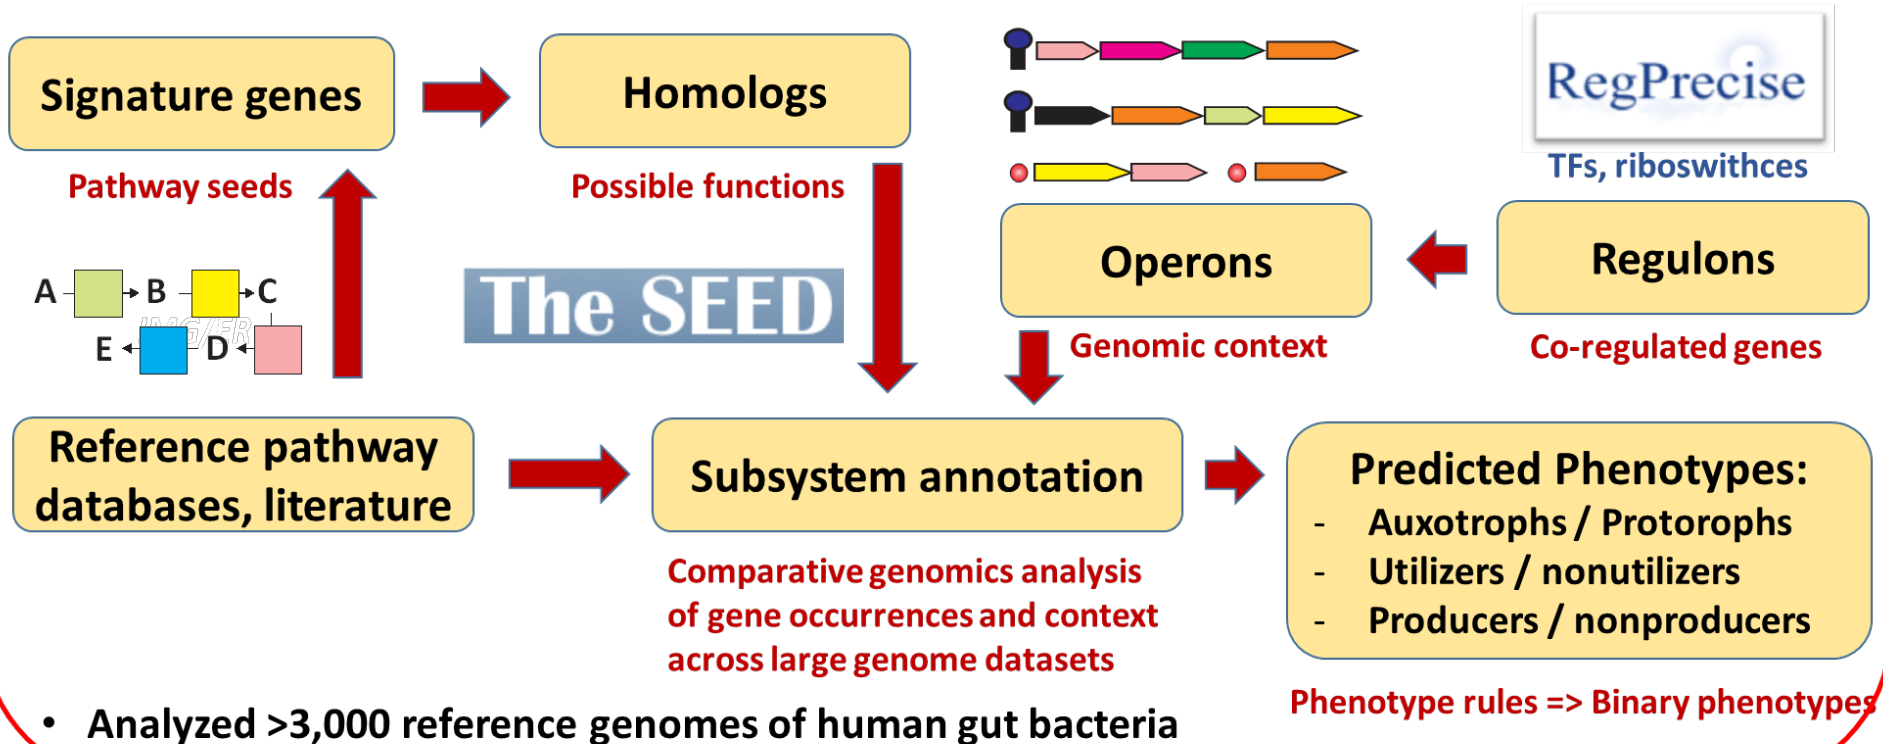 Signature genes
Homologs
RegPrecise
Pathway seeds
Possible functions
TFs, riboswithces
Operons
Regulons
A
B
C
IMG/ER
E
D
The SEED
Genomic context
Co-regulated genes
Reference pathway
databases, literature
Subsystem annotation
Predicted Phenotypes:
- Auxotrophs / Protorophs
- Utilizers / nonutilizers
- Producers / nonproducers
Comparative genomics analysis
of gene occurrences and context
across large genome datasets
Phenotype rules => Binary phenotypes
• Analyzed >3,000 reference genomes of human gut bacteria